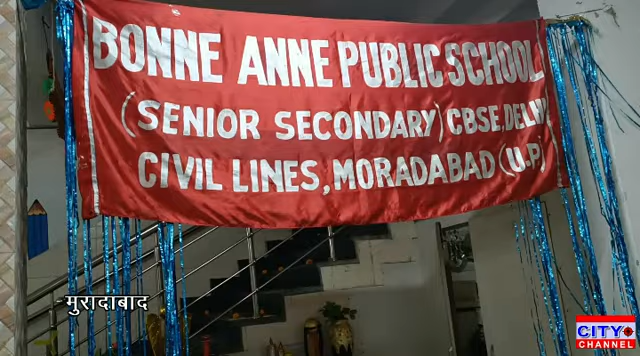 BONNE ANNE PUBLIC SCHOOL
(SENIOR SECONDARY) CBSE, DELHI
CIVIL LINES, MORADABAD (U.P)
मुरादाबाद
CITY
CHANNEL